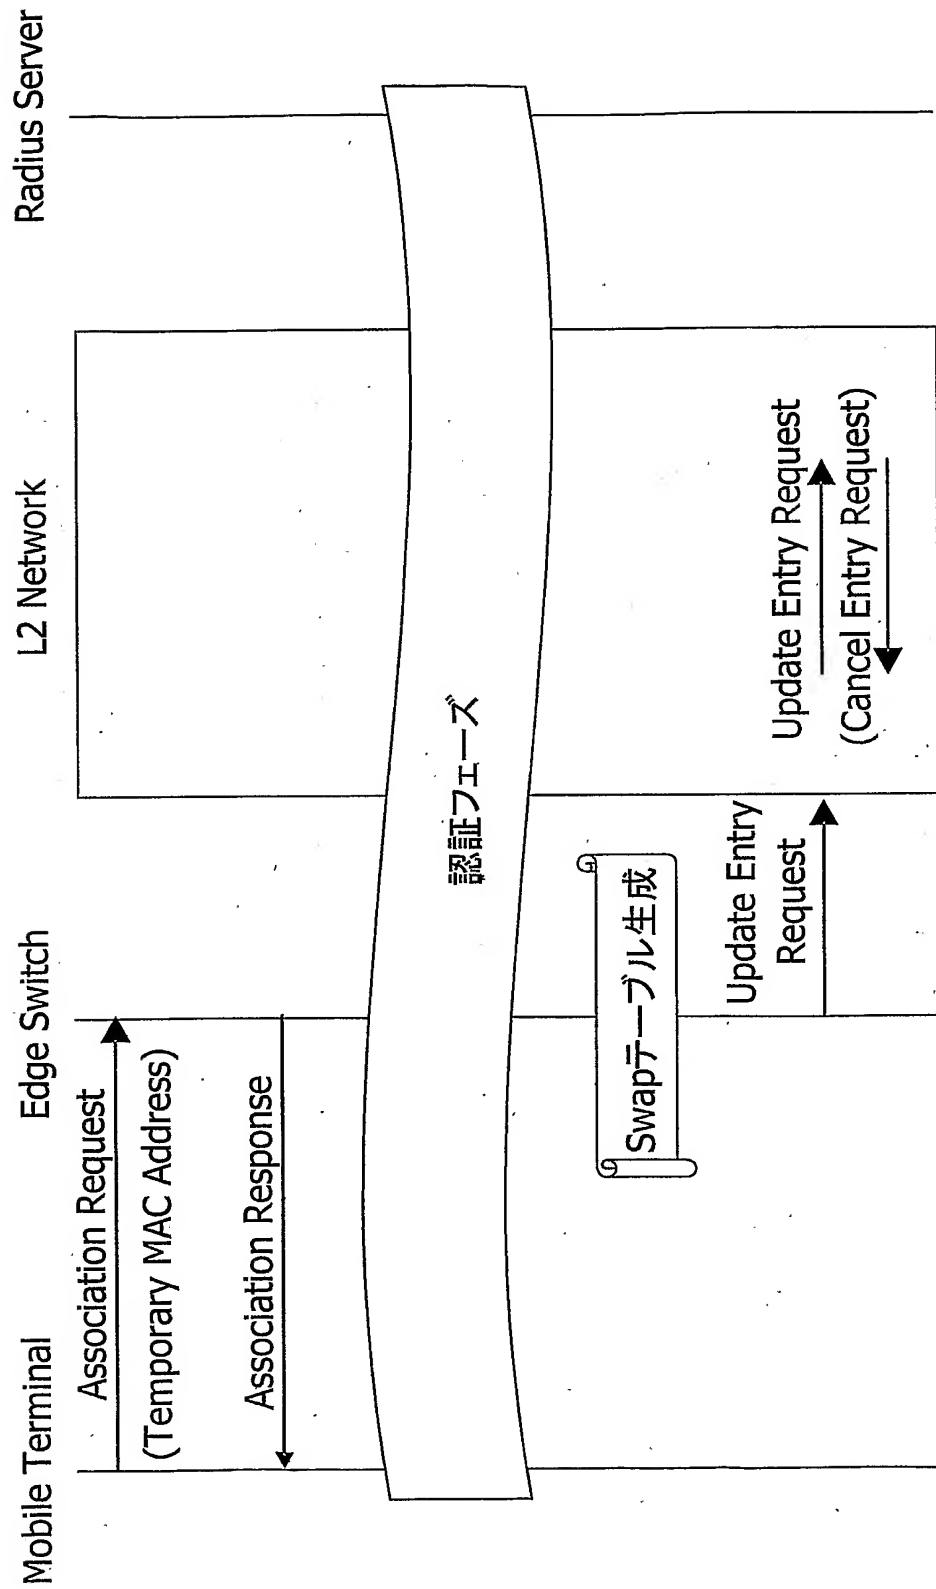 Mobile Terminal
Edge Switch
L2 Network
Radius Server
Association Request
(Temporary MAC Address)
Association Response
認証フェーズ
Swapテーブル生成
Update Entry
Request
Update Entry Request
(Cancel Entry Request)